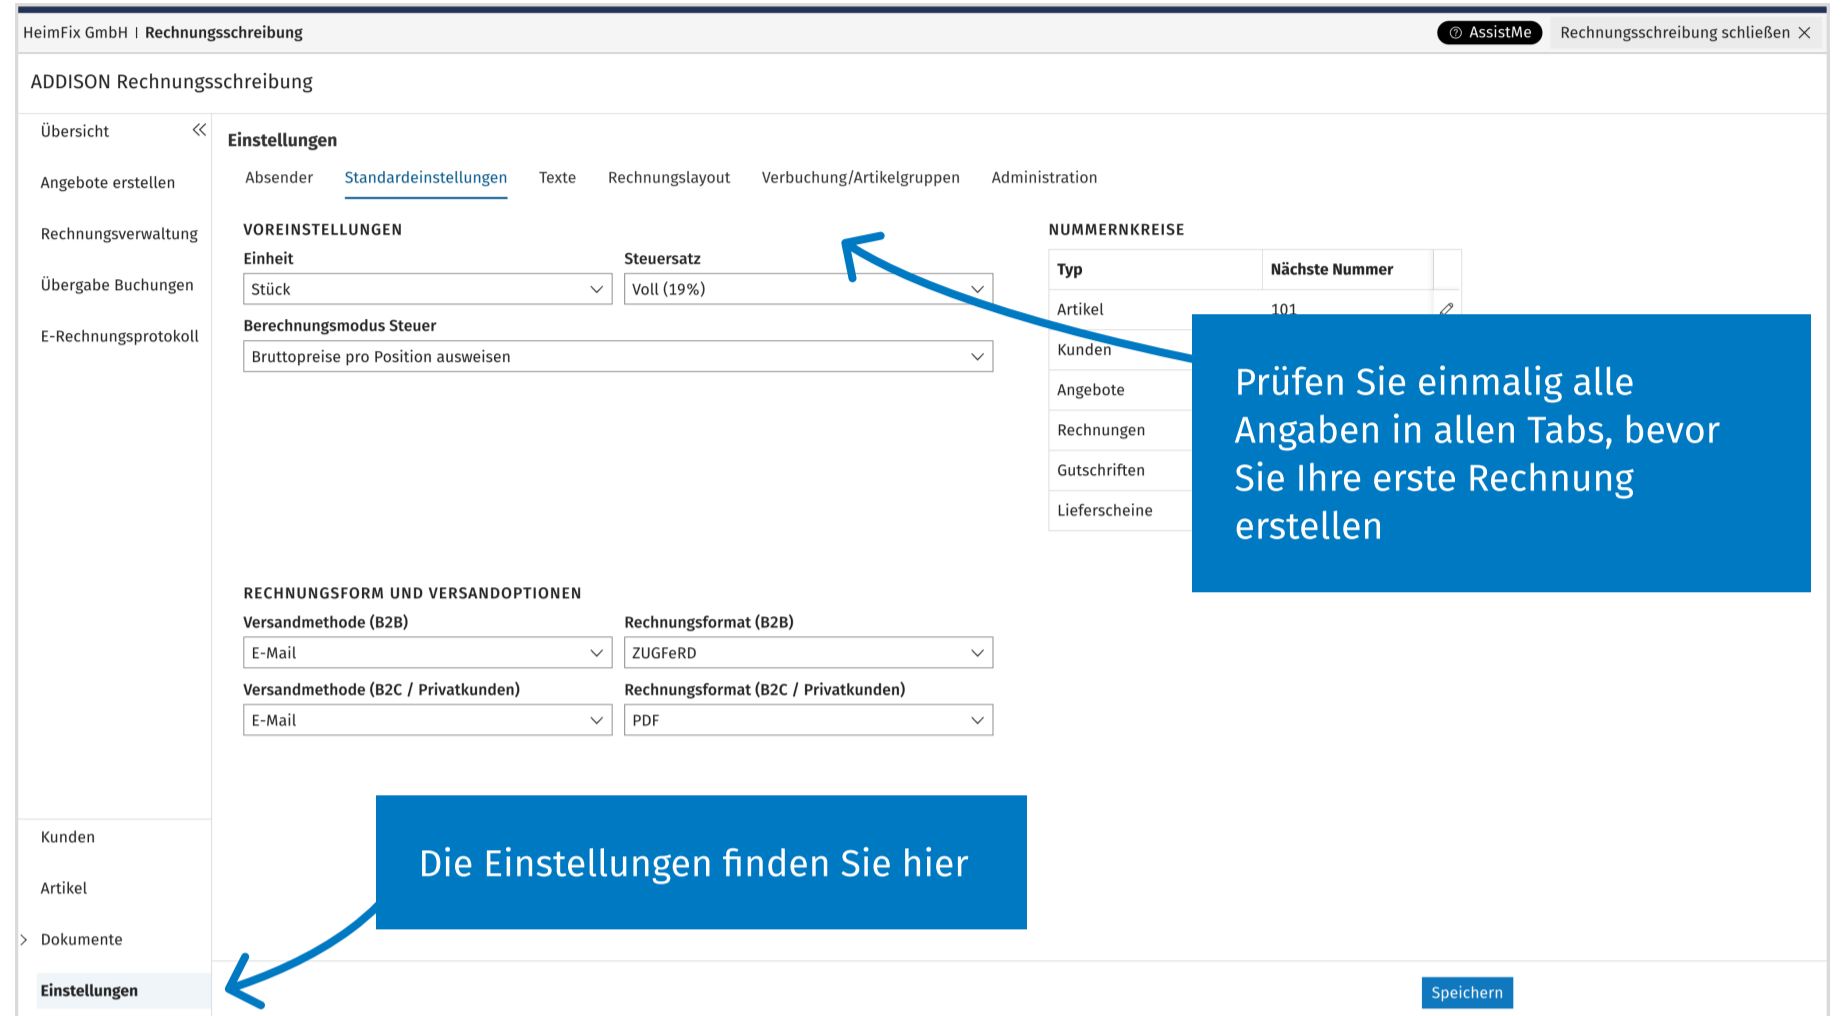 HeimFix GmbH | Rechnungsschreibung
AssistMe
Rechnungsschreibung schließen
ADDISON Rechnungsschreibung
Übersicht
Angebote erstellen
Rechnungsverwaltung
Übergabe Buchungen
E-Rechnungsprotokoll
Kunden
Artikel
Dokumente
Einstellungen
Einstellungen
Absender Standardeinstellungen Texte Rechnungslayout Verbuchung/Artikelgruppen Administration
VOREINSTELLUNGEN
Einheit Steuersatz
Stück Voll (19%)
Berechnungsmodus Steuer
Bruttopreise pro Position ausweisen
NUMMERNKREISE
Typ Nächste Nummer
Artikel 101
Kunden
Angebote
Rechnungen
Gutschriften
Lieferscheine
Prüfen Sie einmalig alle
Angaben in allen Tabs, bevor
Sie Ihre erste Rechnung
erstellen
RECHNUNGSFORM UND VERSANDOPTIONEN
Versandmethode (B2B) Rechnungsformat (B2B)
E-Mail ZUGFeRD
Versandmethode (B2C / Privatkunden) Rechnungsformat (B2C / Privatkunden)
E-Mail PDF
Die Einstellungen finden Sie hier
Speichern